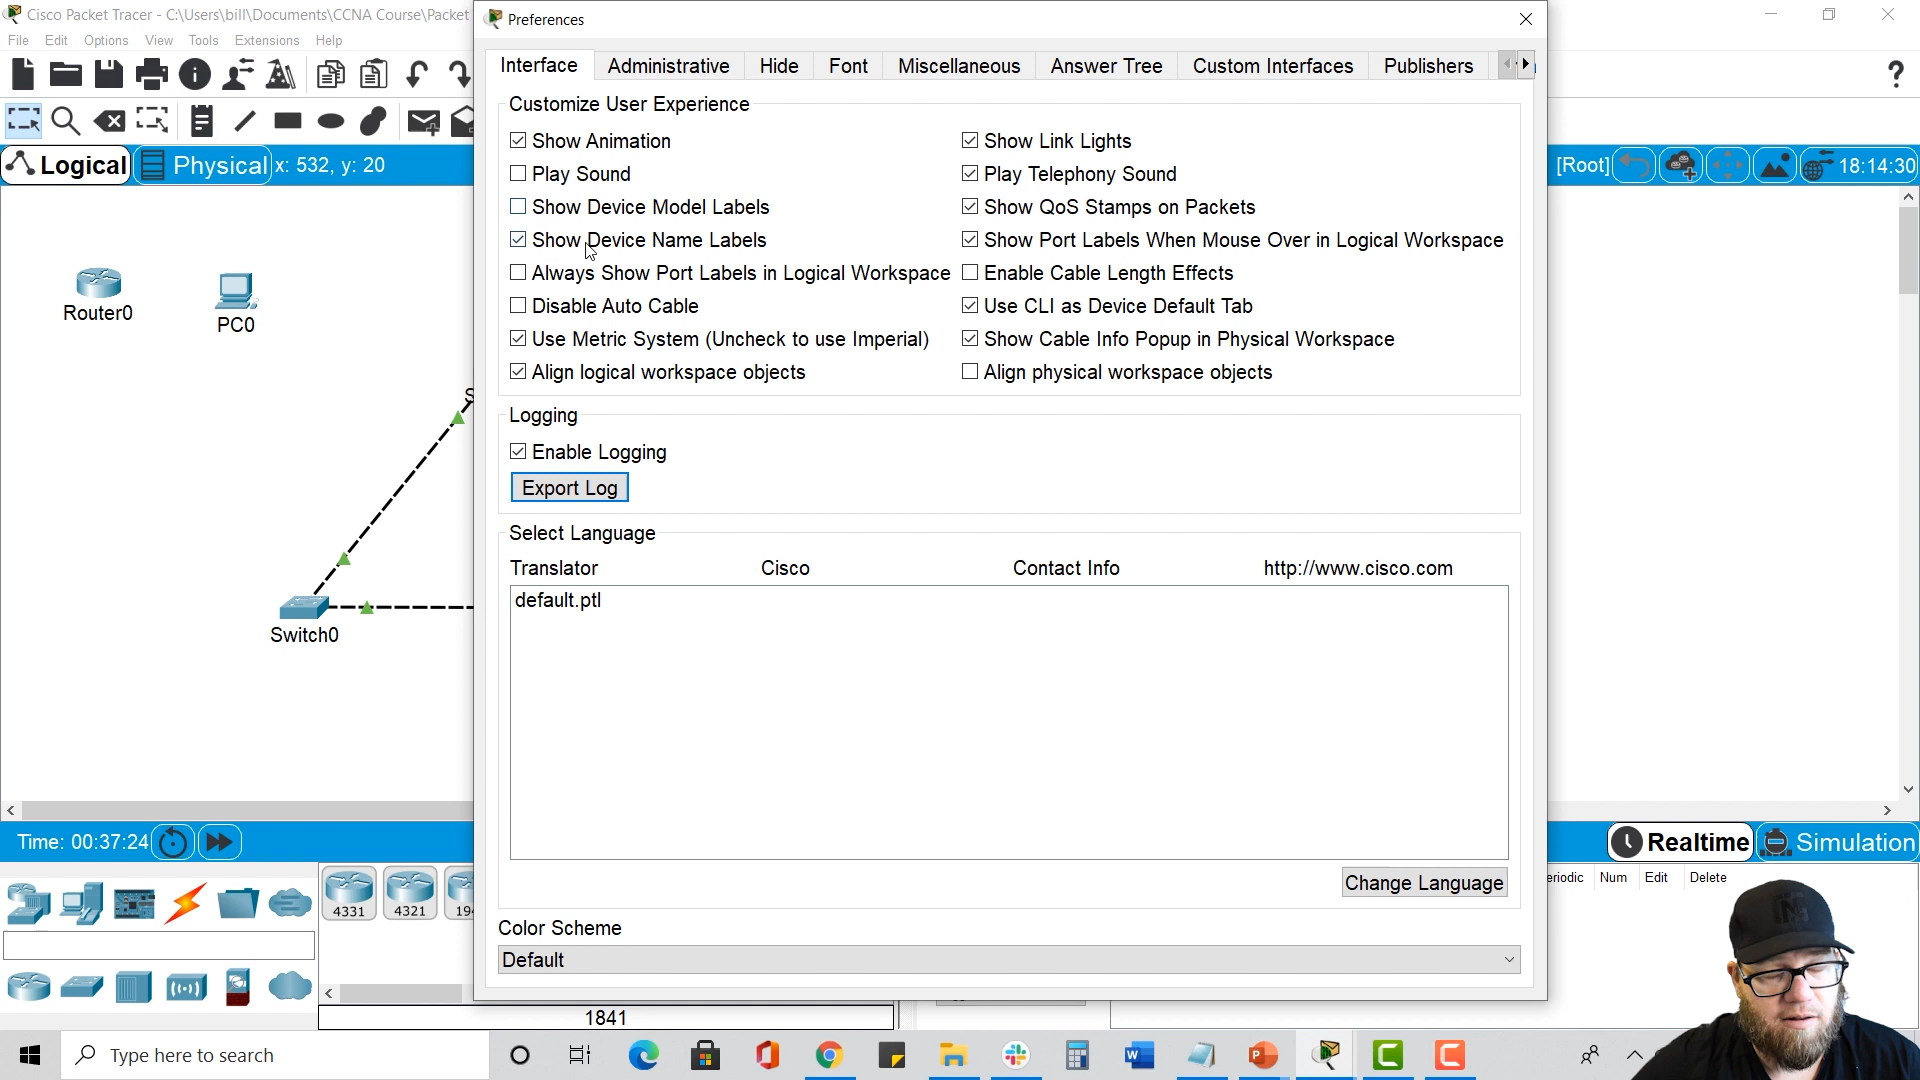 Cisco Packet Tracer - C:\Users\bill\Documents\CCNA Course\Packet
Preferences
File Edit Options View Tools Extensions Help
Interface Administrative Hide Font Miscellaneous Answer Tree Custom Interfaces Publishers
?
Customize User Experience
Show Animation Show Link Lights
Play Sound Play Telephony Sound
Logical Physical x: 532, y: 20 [Root] 18:14:30
Show Device Model Labels Show QoS Stamps on Packets
Show Device Name Labels Show Port Labels When Mouse Over in Logical Workspace
Always Show Port Labels in Logical Workspace Enable Cable Length Effects
Disable Auto Cable Use CLI as Device Default Tab
Router0 PC0
Use Metric System (Uncheck to use Imperial) Show Cable Info Popup in Physical Workspace
Align logical workspace objects Align physical workspace objects
Logging
Enable Logging
Export Log
Select Language
Translator Cisco Contact Info http://www.cisco.com
default.ptl
Switch0
Time: 00:37:24 Realtime Simulation
Change Language
Num Edit Delete
4331 4321
Color Scheme
Default
1841
Type here to search